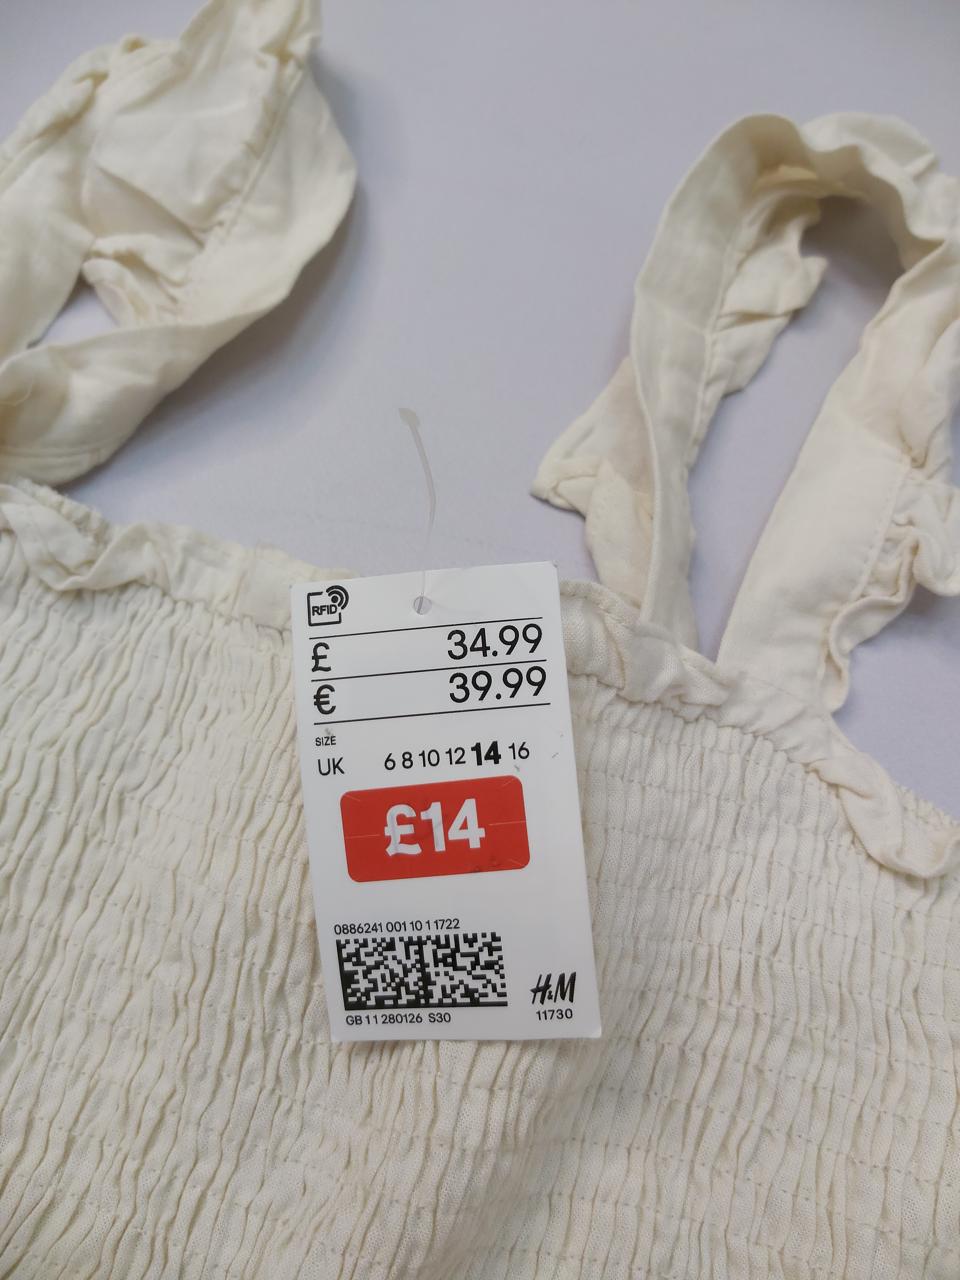 RFID
£ 34.99
€ 39.99
SIZE
UK 6 8 10 12 14 16
£14
0886241 001 10 1 1722
GB 11 280126 S30
H&M
11730